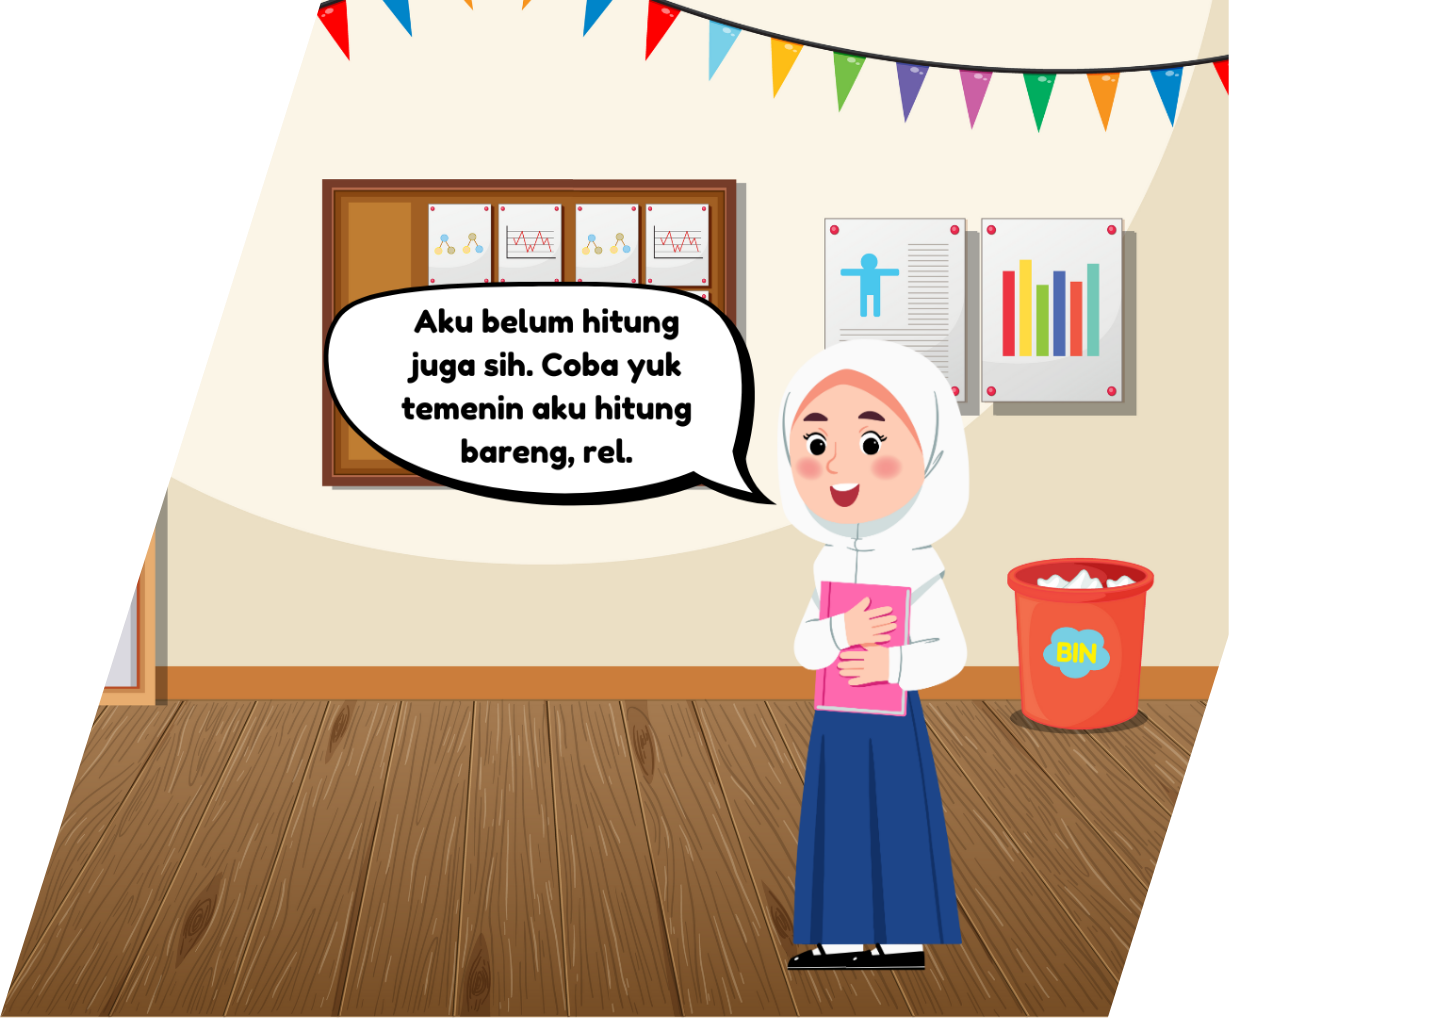 Aku belum hitung
juga sih. Coba yuk
temenin aku hitung
bareng, rel.
BIN